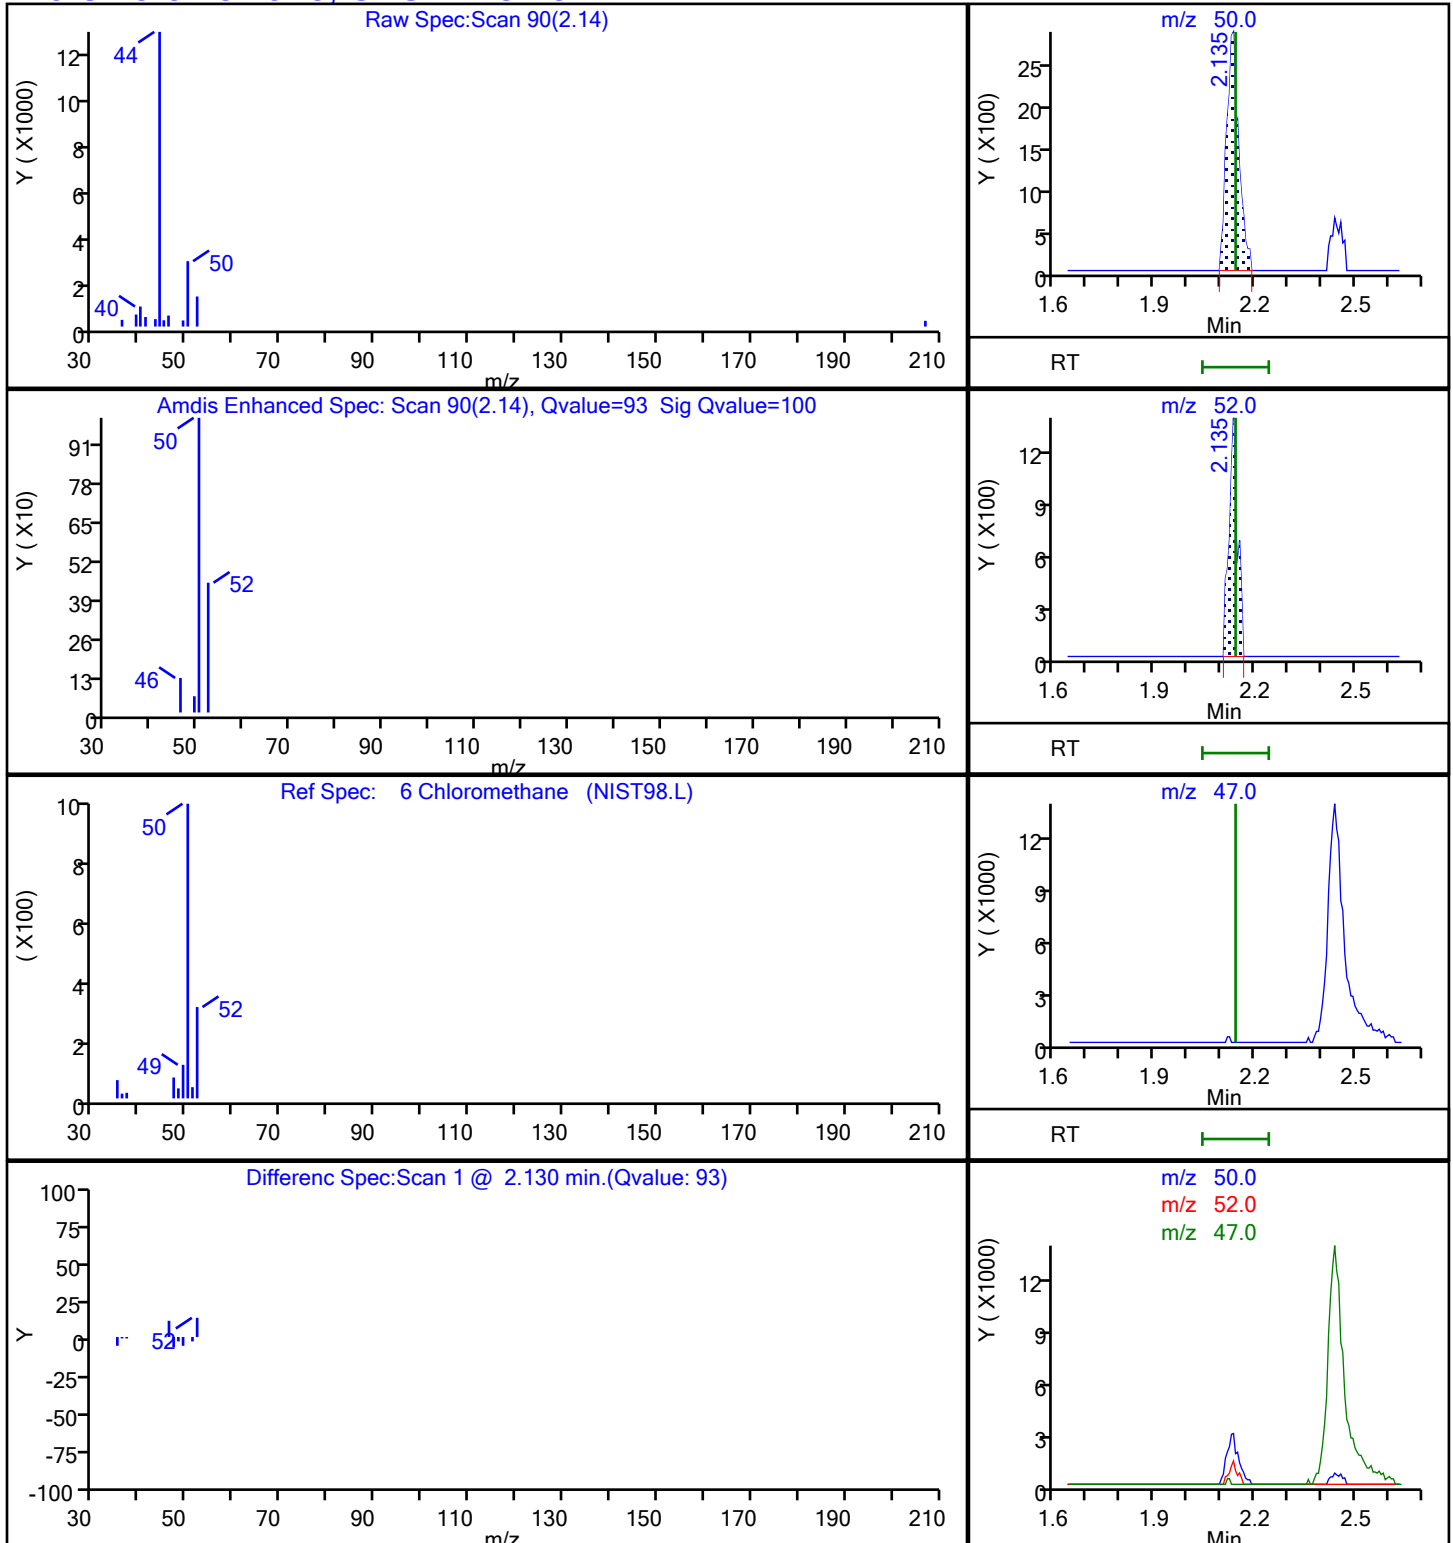 Raw Spec:Scan 90(2.14)
Y ( X1000)
12
10
8
6
4
2
0
44
40
50
30 50 70 90 110 130 150 170 190 210
m/z
m/z 50.0
Y ( X100)
25
20
15
10
5
0
2.135
1.6 1.9 2.2 2.5
Min
RT
Amdis Enhanced Spec: Scan 90(2.14), Qvalue=93 Sig Qvalue=100
Y ( X10)
91
78
65
52
39
26
13
0
50
52
46
30 50 70 90 110 130 150 170 190 210
m/z
m/z 52.0
Y ( X100)
12
9
6
3
0
2.135
1.6 1.9 2.2 2.5
Min
RT
Ref Spec: 6 Chloromethane (NIST98.L)
( X100)
10
8
6
4
2
0
50
52
49
30 50 70 90 110 130 150 170 190 210
m/z
m/z 47.0
Y ( X1000)
12
9
6
3
0
1.6 1.9 2.2 2.5
Min
RT
Differenc Spec:Scan 1 @ 2.130 min.(Qvalue: 93)
Y
100
75
50
25
0
-25
-50
-75
-100
52
30 50 70 90 110 130 150 170 190 210
m/z
m/z 50.0
m/z 52.0
m/z 47.0
Y ( X1000)
12
9
6
3
0
1.6 1.9 2.2 2.5
Min